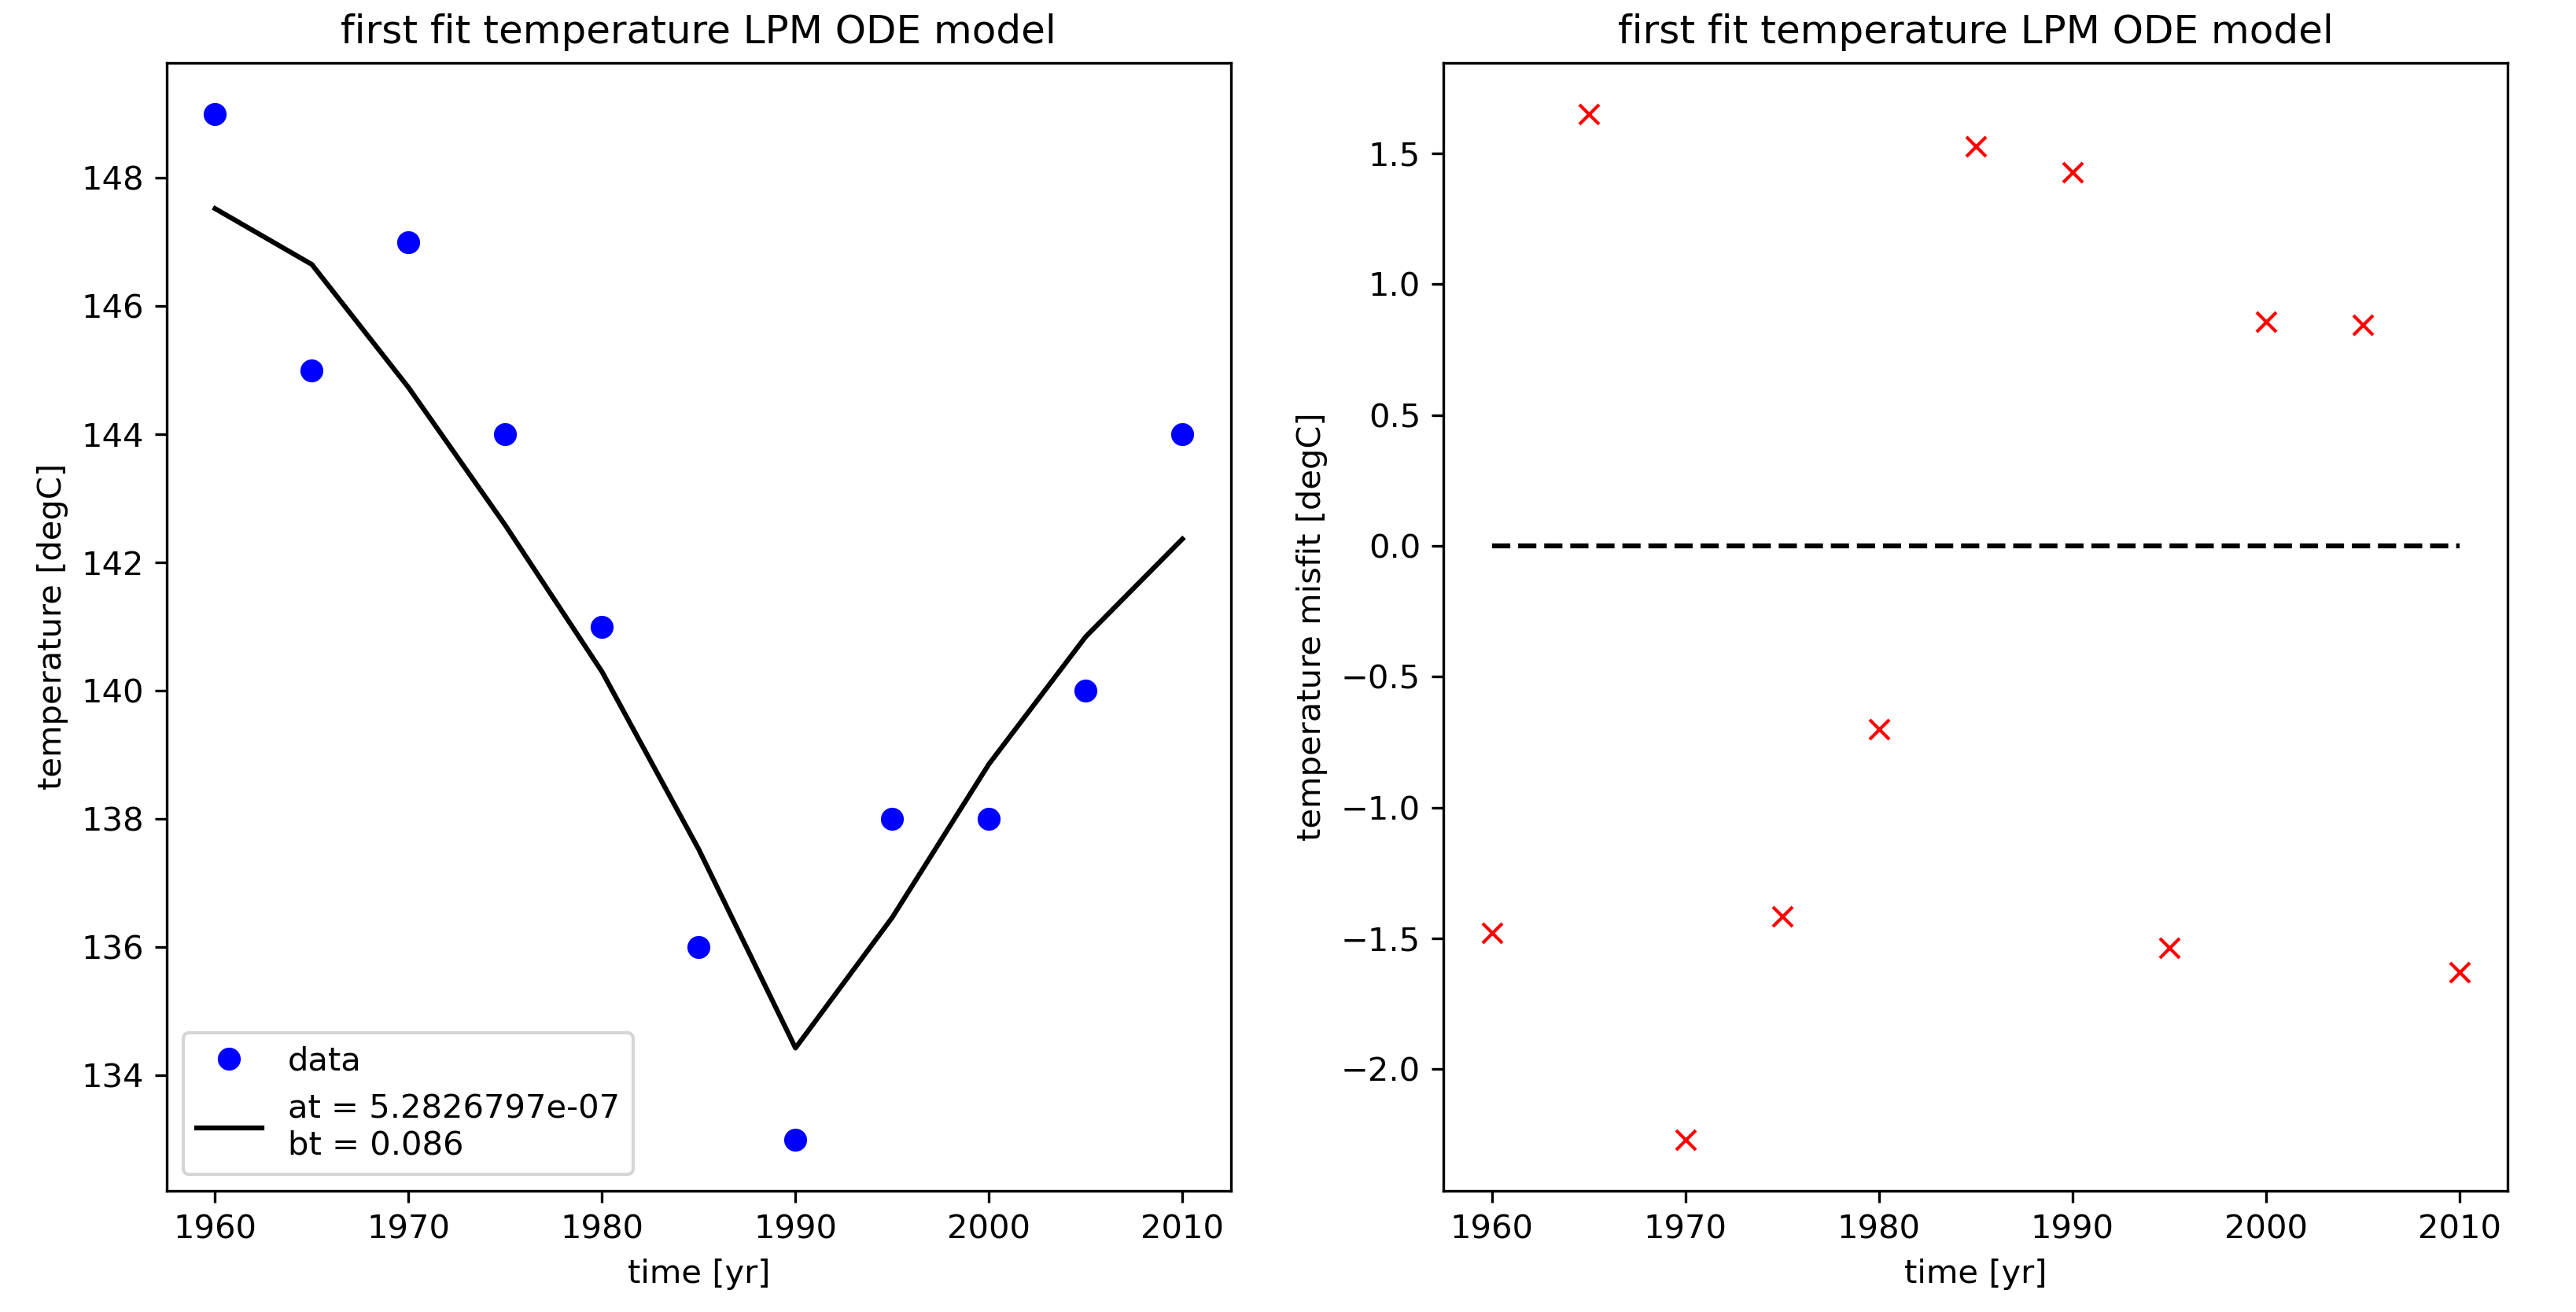 first fit temperature LPM ODE model
temperature [degC]
148
146
144
142
140
138
136
134
data
at = 5.2826797e-07
bt = 0.086
1960 1970 1980 1990 2000 2010
time [yr]
first fit temperature LPM ODE model
temperature misfit [degC]
1.5
1.0
0.5
0.0
−0.5
−1.0
−1.5
−2.0
1960 1970 1980 1990 2000 2010
time [yr]